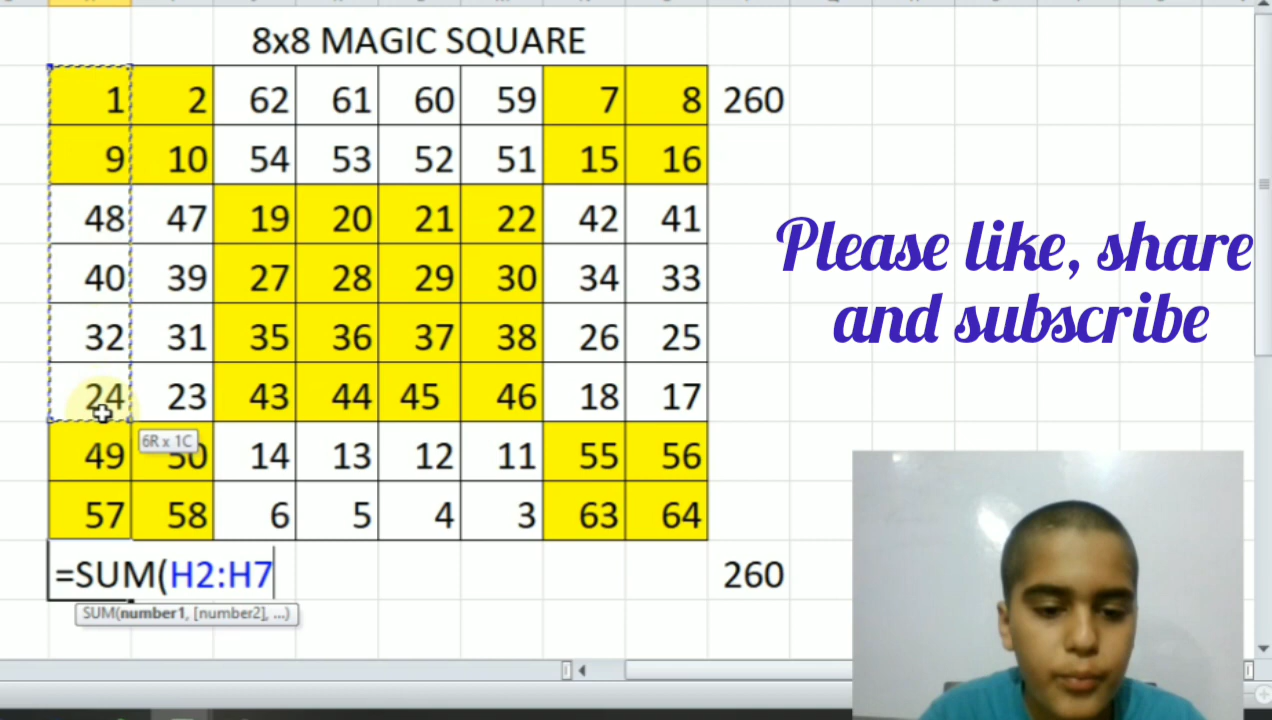 8x8 MAGIC SQUARE
1 2 62 61 60 59 7 8 260
9 10 54 53 52 51 15 16
48 47 19 20 21 22 42 41
40 39 27 28 29 30 34 33
32 31 35 36 37 38 26 25
24 23 43 44 45 46 18 17
6R x 1C
49 50 14 13 12 11 55 56
57 58 6 5 4 3 63 64
=SUM(H2:H7 260
SUM(number1, [number2], ...)
Please like, share
and subscribe